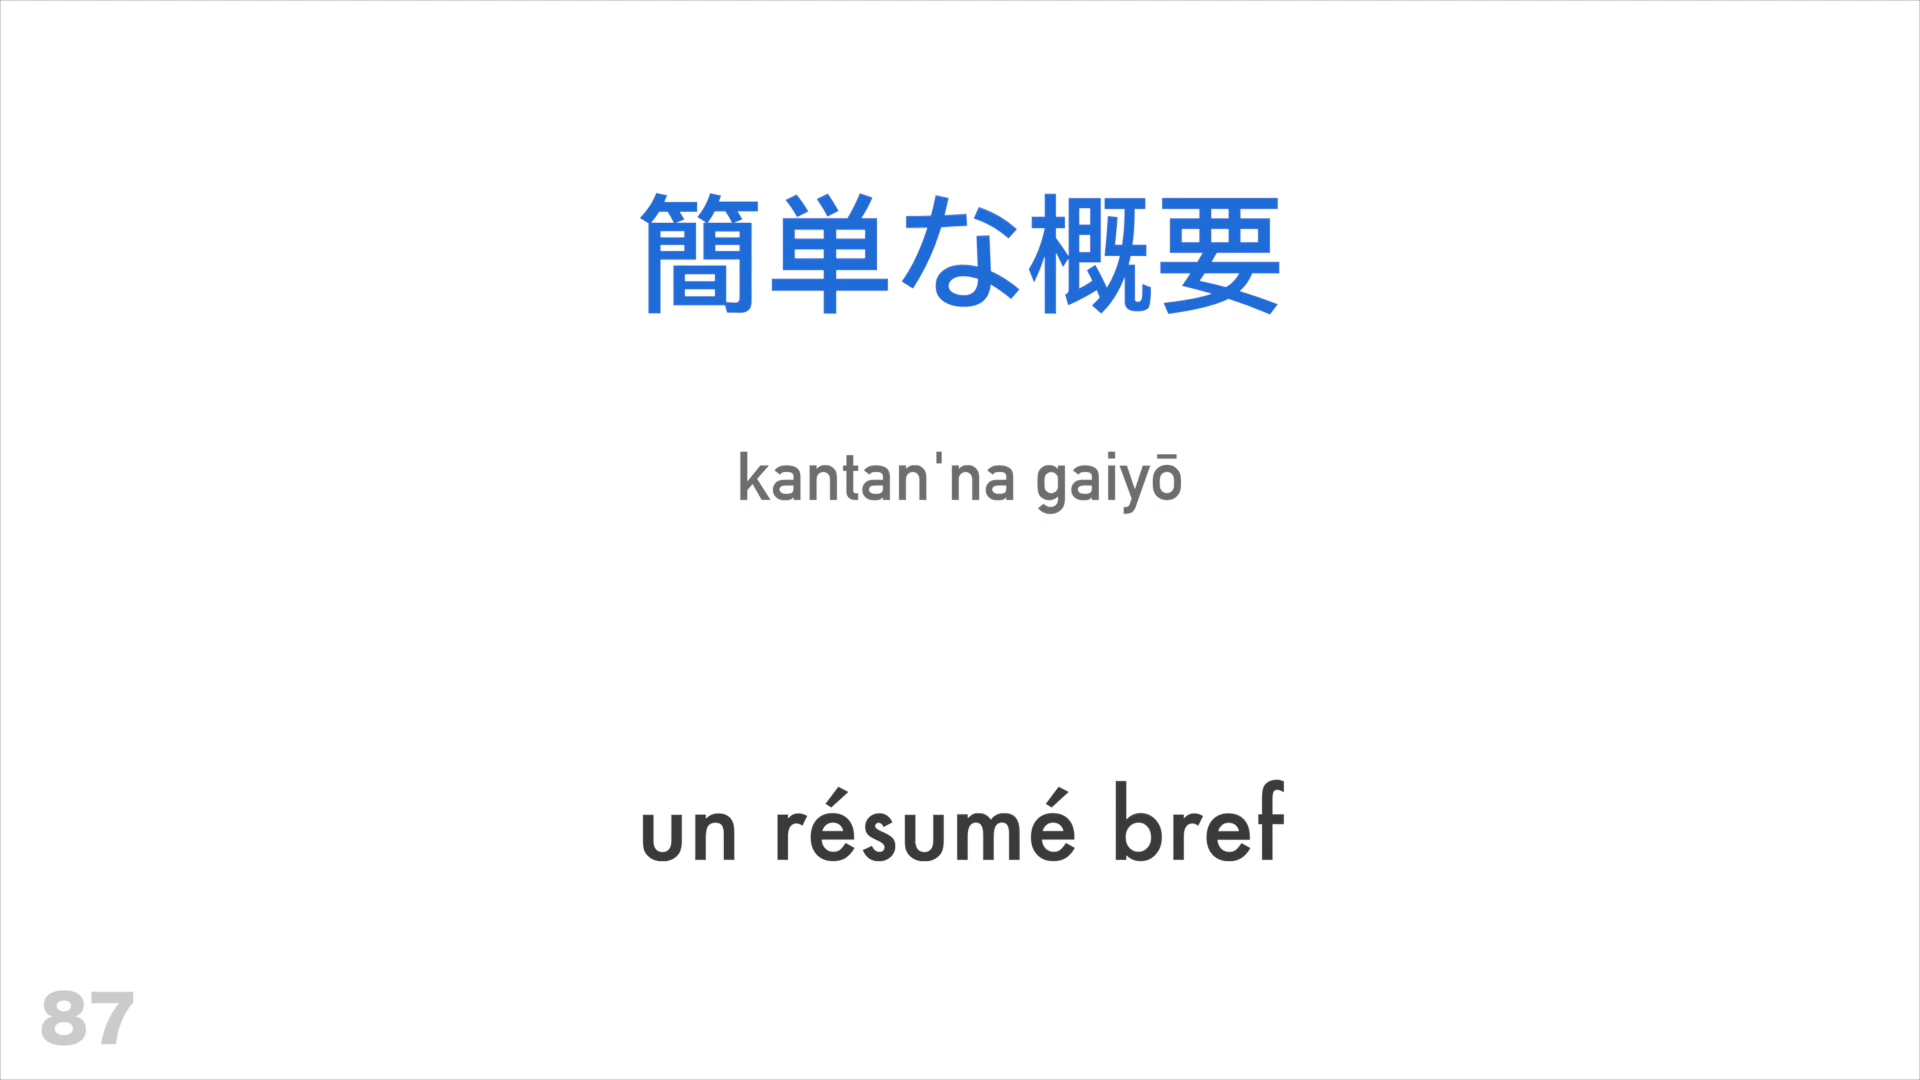 簡単な概要
kantan'na gaiyō
un résumé bref
87